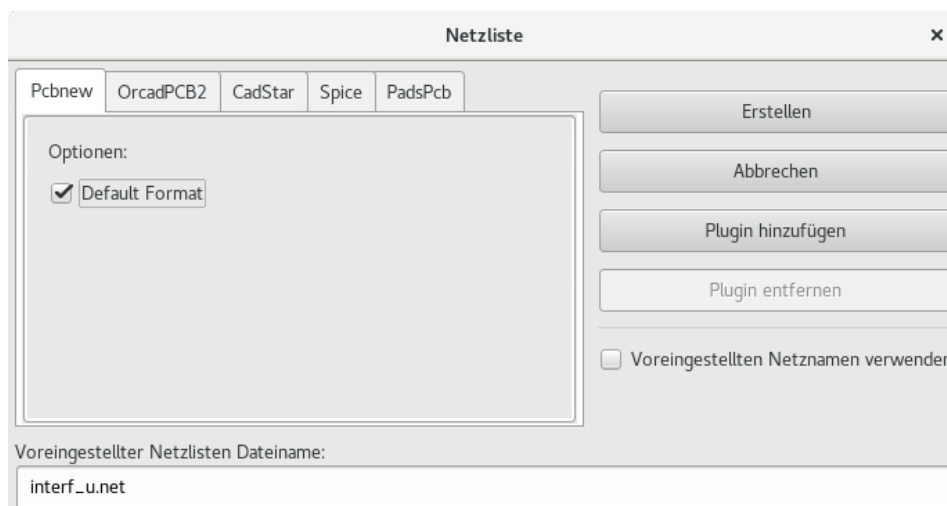 Netzliste
Pcbnew OrcadPCB2 CadStar Spice PadsPcb
Optionen:
Default Format
Erstellen
Abbrechen
Plugin hinzufügen
Plugin entfernen
Voreingestellten Netznamen verwenden
Voreingestellter Netzlisten Dateiname:
interf_u.net